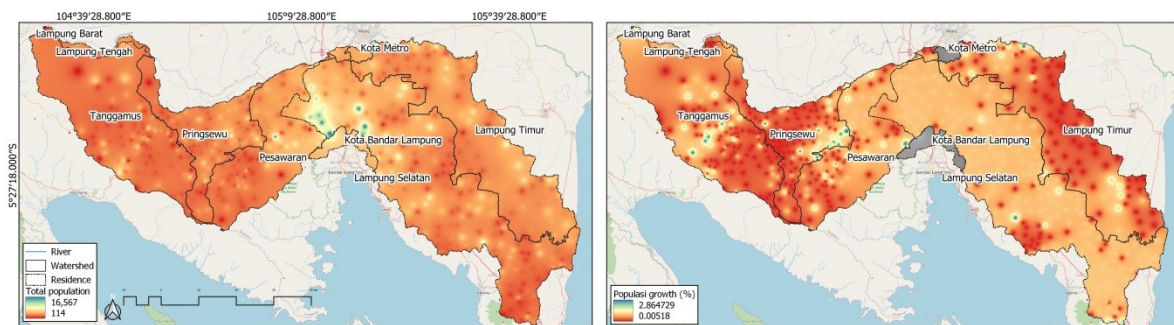 104°39'28.800"E
105°9'28.800"E
105°39'28.800"E
5°27'18.000"S
Lampung Barat
Lampung Tengah
Kota Metro
Tanggamus
Pringsewu
Lampung Timur
Kota Bandar Lampung
Pesawaran
Lampung Selatan
River
Watershed
Residence
Total population
16,567
114
Lampung Barat
Lampung Tengah
Kota Metro
Tanggamus
Pringsewu
Lampung Timur
Kota Bandar Lampung
Pesawaran
Lampung Selatan
Populasi growth (%)
2.864729
0.00518